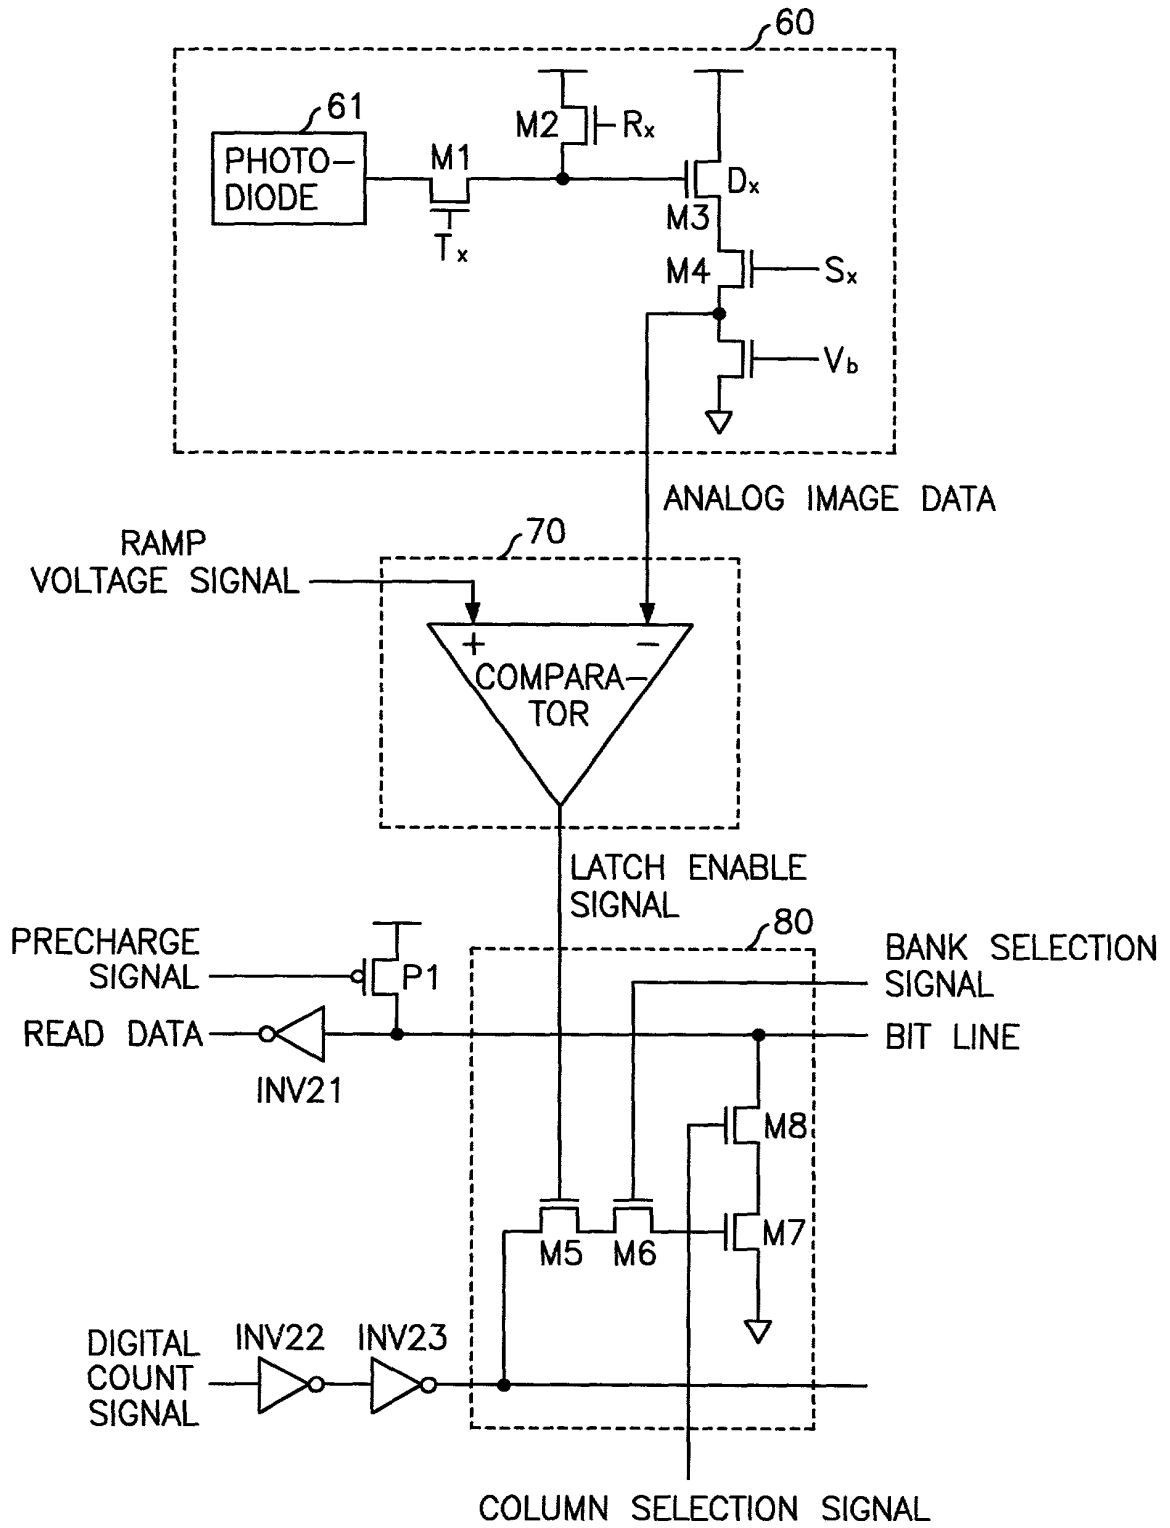 60
61
PHOTO-
DIODE
M1
Tx
M2
Rx
Dx
M3
M4
Sx
Vb
ANALOG IMAGE DATA
RAMP
VOLTAGE SIGNAL
70
+
−
COMPARA-
TOR
LATCH ENABLE
SIGNAL
PRECHARGE
SIGNAL
P1
80
BANK SELECTION
SIGNAL
READ DATA
BIT LINE
INV21
M8
M5
M6
M7
DIGITAL
COUNT
SIGNAL
INV22
INV23
COLUMN SELECTION SIGNAL